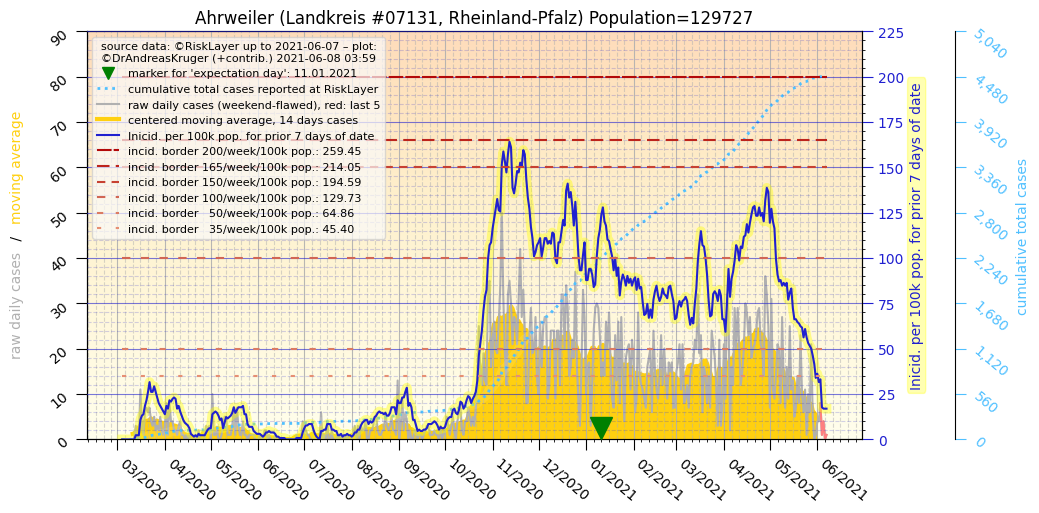 Ahrweiler (Landkreis #07131, Rheinland-Pfalz) Population=129727
source data: ©RiskLayer up to 2021-06-07 – plot:
©DrAndreasKruger (+contrib.) 2021-06-08 03:59
marker for 'expectation day': 11.01.2021
cumulative total cases reported at RiskLayer
raw daily cases (weekend-flawed), red: last 5
centered moving average, 14 days cases
Inicid. per 100k pop. for prior 7 days of date
incid. border 200/week/100k pop.: 259.45
incid. border 165/week/100k pop.: 214.05
incid. border 150/week/100k pop.: 194.59
incid. border 100/week/100k pop.: 129.73
incid. border 50/week/100k pop.: 64.86
incid. border 35/week/100k pop.: 45.40
raw daily cases / moving average
90
80
70
60
50
40
30
20
10
0
03/2020
04/2020
05/2020
06/2020
07/2020
08/2020
09/2020
10/2020
11/2020
12/2020
01/2021
02/2021
03/2021
04/2021
05/2021
06/2021
225
200
175
150
125
100
75
50
25
0
Inicid. per 100k pop. for prior 7 days of date
5,040
4,480
3,920
3,360
2,800
2,240
1,680
1,120
560
0
cumulative total cases